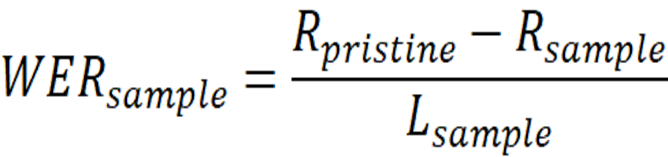 WER_sample = (R_pristine − R_sample) / L_sample